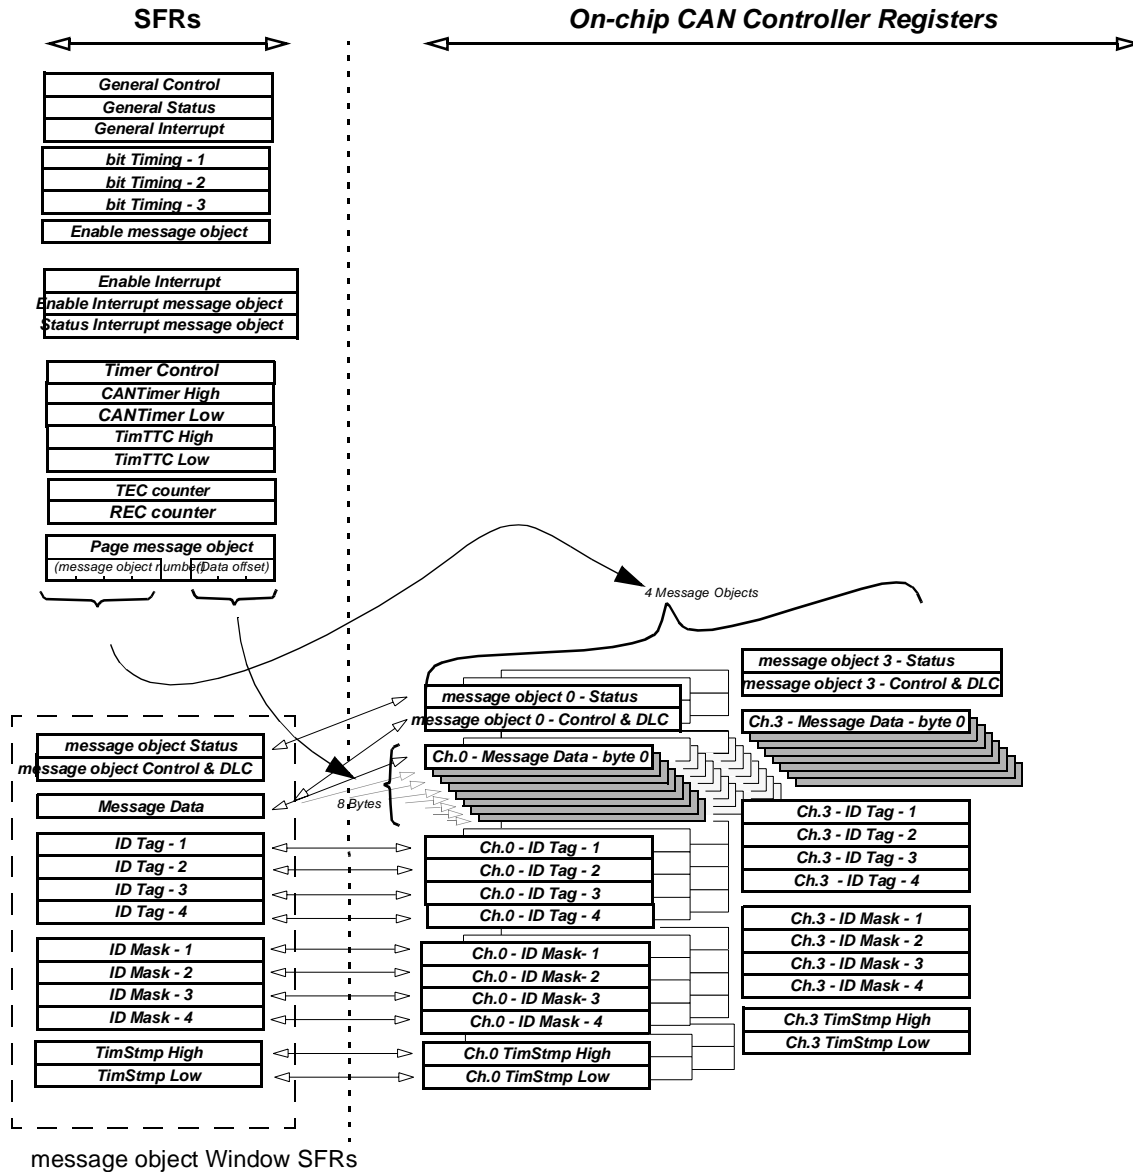 SFRs
On-chip CAN Controller Registers
General Control
General Status
General Interrupt
bit Timing - 1
bit Timing - 2
bit Timing - 3
Enable message object
Enable Interrupt
Enable Interrupt message object
Status Interrupt message object
Timer Control
CANTimer High
CANTimer Low
TimTTC High
TimTTC Low
TEC counter
REC counter
Page message object
(message object number)
(Data offset)
4 Message Objects
message object Status
message object Control & DLC
Message Data
ID Tag - 1
ID Tag - 2
ID Tag - 3
ID Tag - 4
ID Mask - 1
ID Mask - 2
ID Mask - 3
ID Mask - 4
TimStmp High
TimStmp Low
message object Window SFRs
8 Bytes
message object 0 - Status
message object 0 - Control & DLC
Ch.0 - Message Data - byte 0
Ch.0 - ID Tag - 1
Ch.0 - ID Tag - 2
Ch.0 - ID Tag - 3
Ch.0 - ID Tag - 4
Ch.0 - ID Mask- 1
Ch.0 - ID Mask- 2
Ch.0 - ID Mask- 3
Ch.0 - ID Mask - 4
Ch.0 TimStmp High
Ch.0 TimStmp Low
message object 3 - Status
message object 3 - Control & DLC
Ch.3 - Message Data - byte 0
Ch.3 - ID Tag - 1
Ch.3 - ID Tag - 2
Ch.3 - ID Tag - 3
Ch.3 - ID Tag - 4
Ch.3 - ID Mask - 1
Ch.3 - ID Mask - 2
Ch.3 - ID Mask - 3
Ch.3 - ID Mask - 4
Ch.3 TimStmp High
Ch.3 TimStmp Low